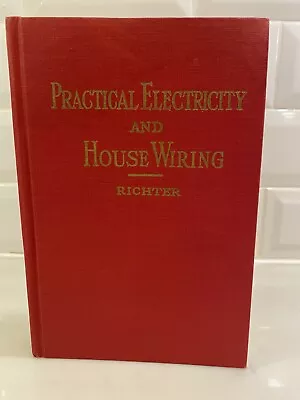 PRACTICAL ELECTRICITY
AND
HOUSE WIRING
RICHTER